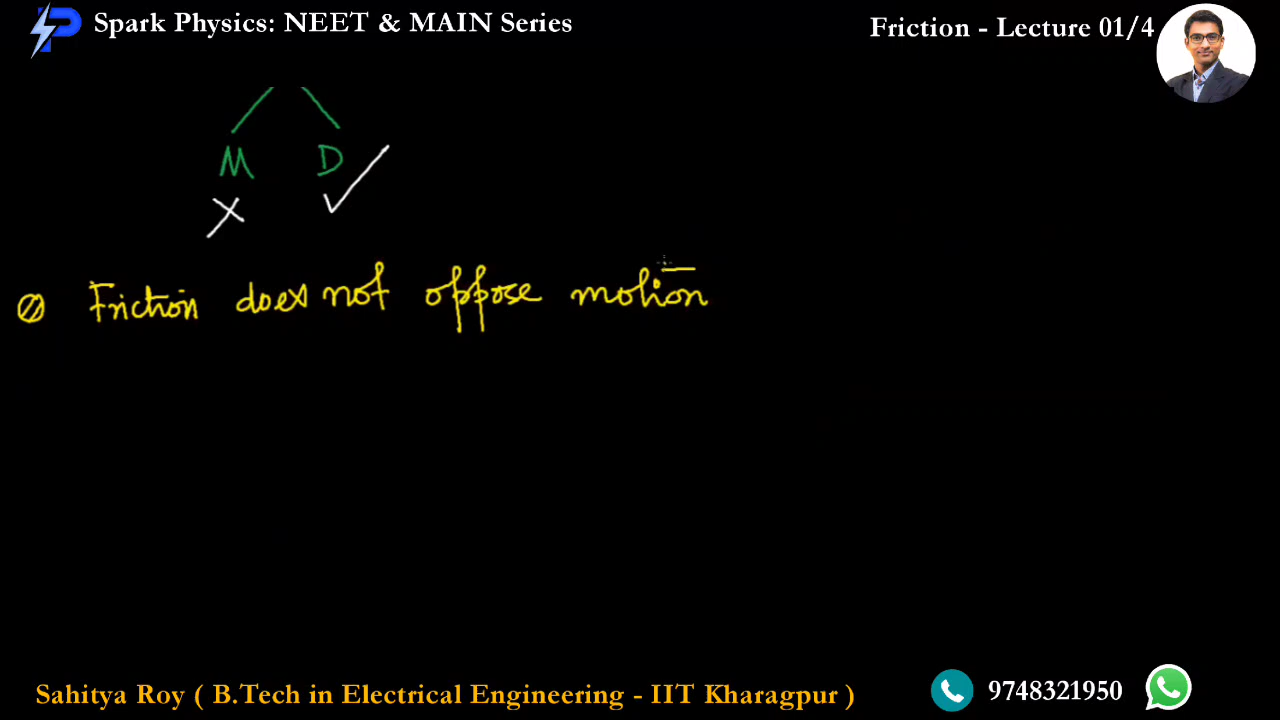 Spark Physics: NEET & MAIN Series
Friction - Lecture 01/4
M D
Friction does not oppose motion
Sahitya Roy ( B.Tech in Electrical Engineering - IIT Kharagpur )
9748321950